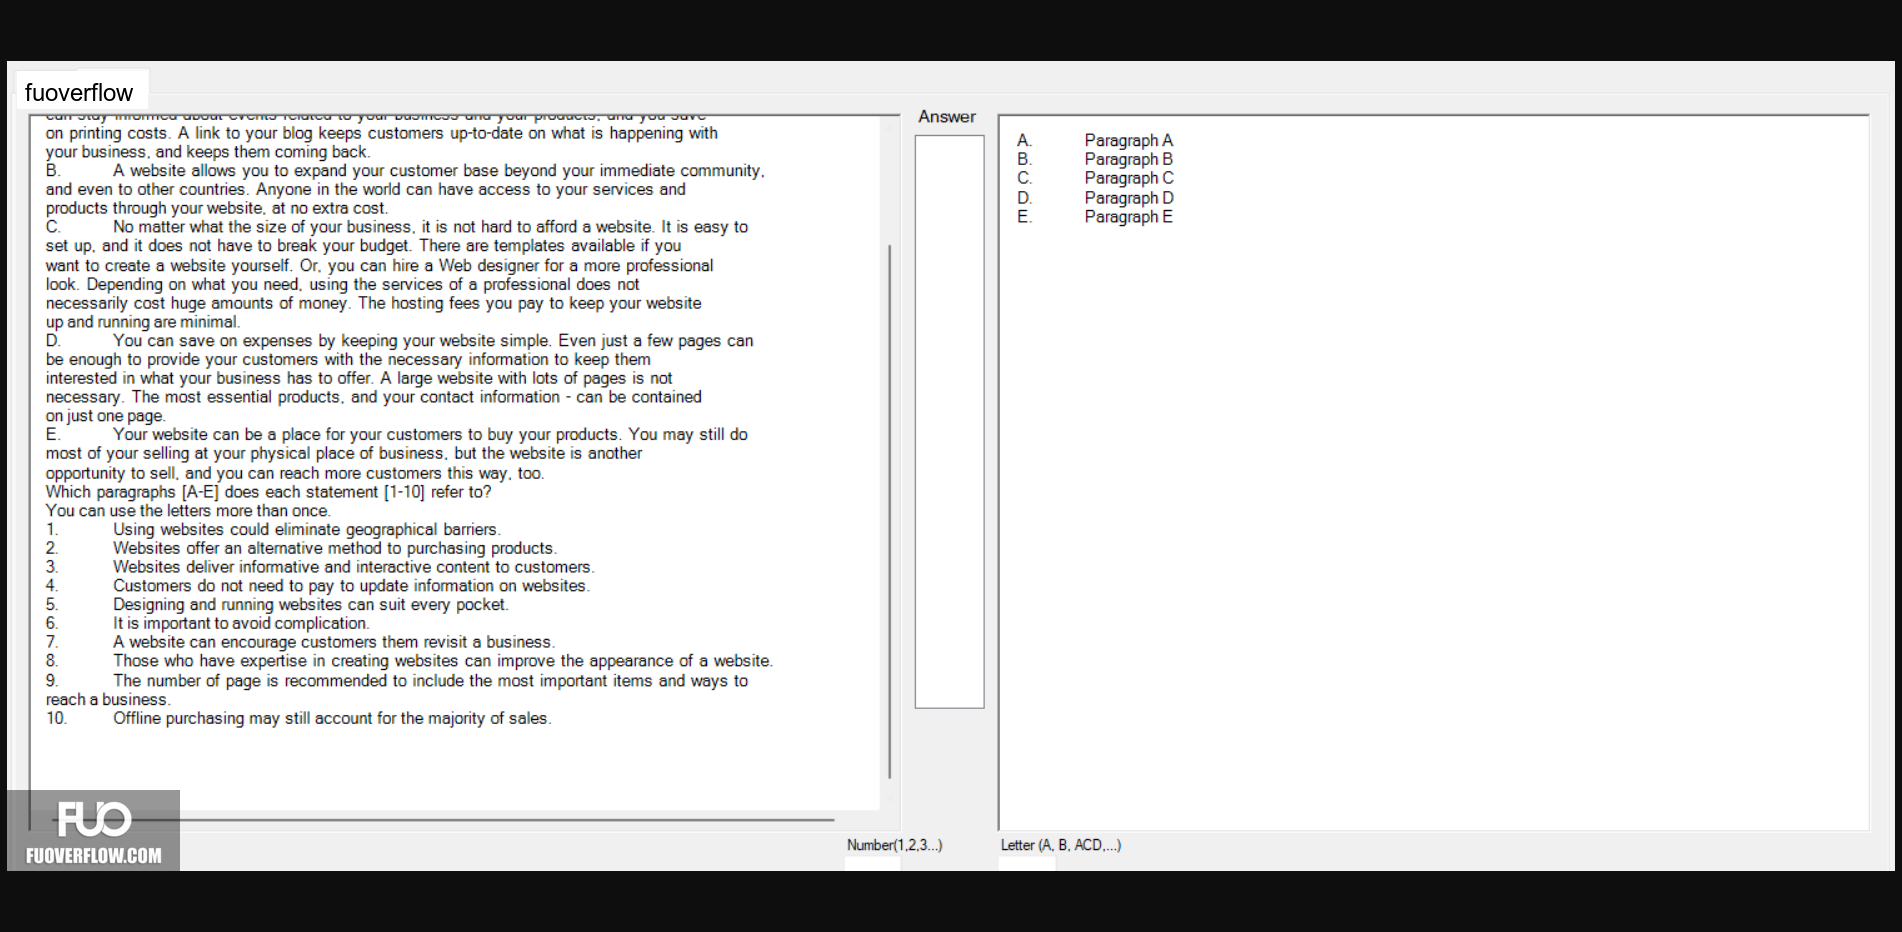 fuoverflow
Answer
can stay informed about events related to your business and your products, and you save
on printing costs. A link to your blog keeps customers up-to-date on what is happening with
your business, and keeps them coming back.
B. A website allows you to expand your customer base beyond your immediate community,
and even to other countries. Anyone in the world can have access to your services and
products through your website, at no extra cost.
C. No matter what the size of your business, it is not hard to afford a website. It is easy to
set up, and it does not have to break your budget. There are templates available if you
want to create a website yourself. Or, you can hire a Web designer for a more professional
look. Depending on what you need, using the services of a professional does not
necessarily cost huge amounts of money. The hosting fees you pay to keep your website
up and running are minimal.
D. You can save on expenses by keeping your website simple. Even just a few pages can
be enough to provide your customers with the necessary information to keep them
interested in what your business has to offer. A large website with lots of pages is not
necessary. The most essential products, and your contact information - can be contained
on just one page.
E. Your website can be a place for your customers to buy your products. You may still do
most of your selling at your physical place of business, but the website is another
opportunity to sell, and you can reach more customers this way, too.
Which paragraphs [A-E] does each statement [1-10] refer to?
You can use the letters more than once.
1. Using websites could eliminate geographical barriers.
2. Websites offer an alternative method to purchasing products.
3. Websites deliver informative and interactive content to customers.
4. Customers do not need to pay to update information on websites.
5. Designing and running websites can suit every pocket.
6. It is important to avoid complication.
7. A website can encourage customers them revisit a business.
8. Those who have expertise in creating websites can improve the appearance of a website.
9. The number of page is recommended to include the most important items and ways to
reach a business.
10. Offline purchasing may still account for the majority of sales.
A. Paragraph A
B. Paragraph B
C. Paragraph C
D. Paragraph D
E. Paragraph E
FUO
FUOVERFLOW.COM
Number(1,2,3...)
Letter (A, B, ACD,...)